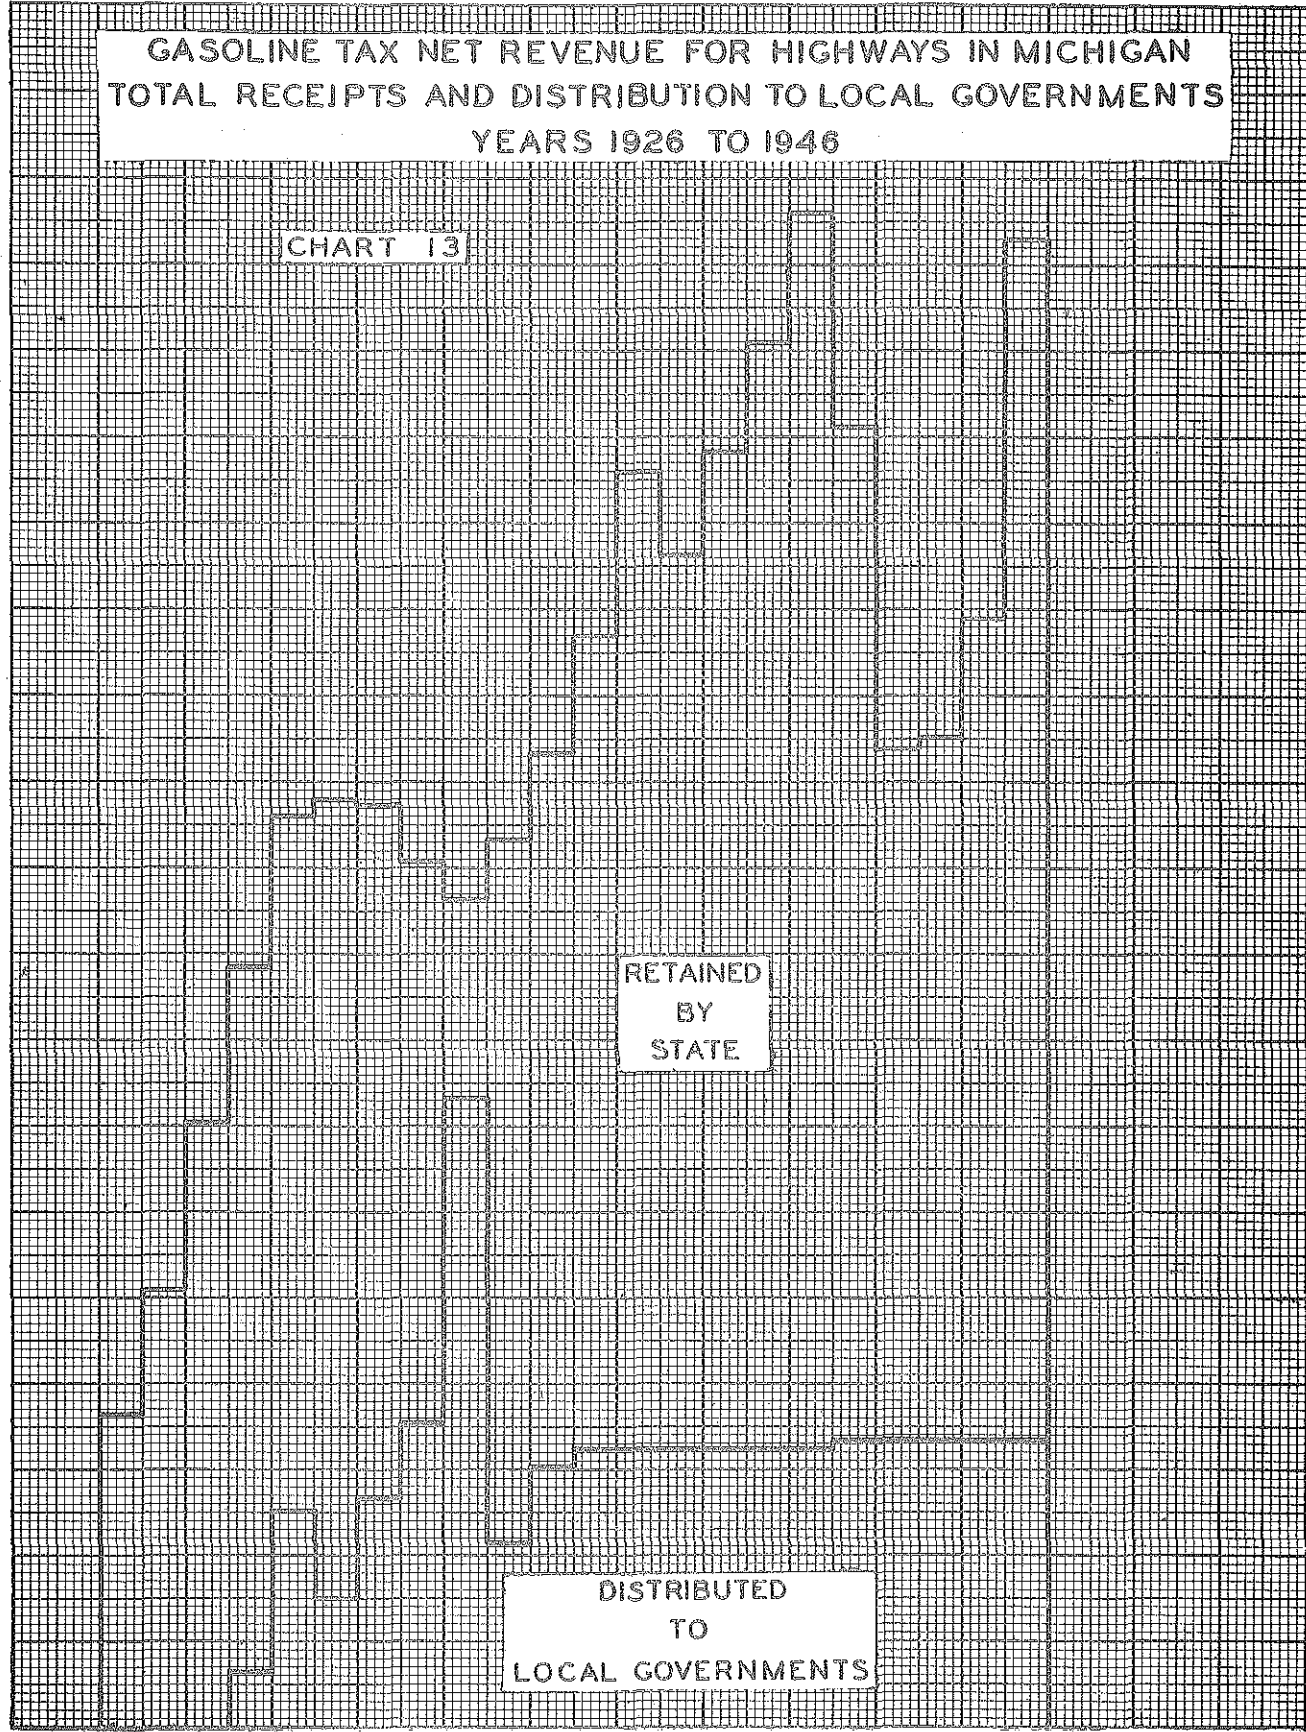 GASOLINE TAX NET REVENUE FOR HIGHWAYS IN MICHIGAN
TOTAL RECEIPTS AND DISTRIBUTION TO LOCAL GOVERNMENTS
YEARS 1926 TO 1946
CHART 13
RETAINED
BY
STATE
DISTRIBUTED
TO
LOCAL GOVERNMENTS